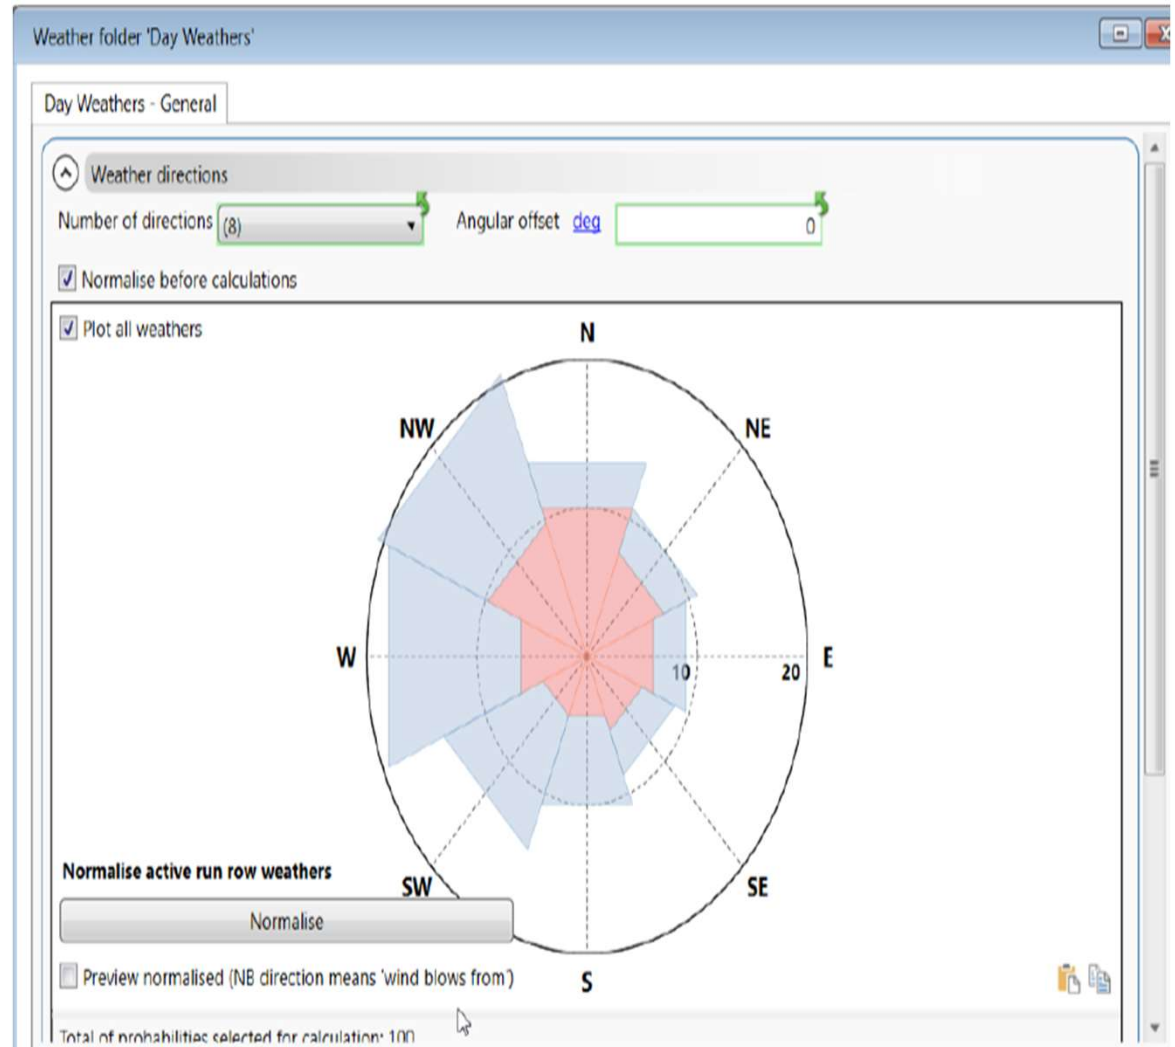 Weather folder 'Day Weathers'
Day Weathers - General
Weather directions
Number of directions (8) Angular offset deg 0
Normalise before calculations
Plot all weathers
N
NW NE
W 10 20 E
Normalise active run row weathers
SW SE
Normalise
Preview normalised (NB direction means 'wind blows from')
S
Total of probabilities selected for calculation: 100